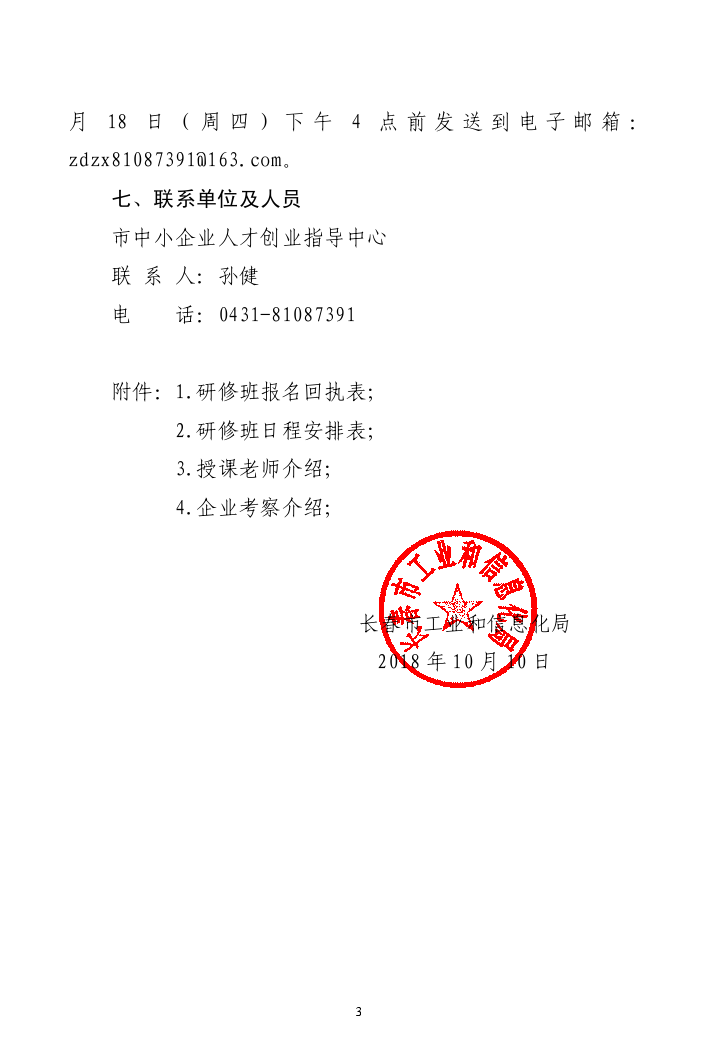 月 18 日（周四）下午 4 点前发送到电子邮箱：
zdzx81087391@163.com。
七、联系单位及人员
市中小企业人才创业指导中心
联 系 人：孙健
电 话：0431-81087391
附件：1.研修班报名回执表；
2.研修班日程安排表；
3.授课老师介绍；
4.企业考察介绍；
长春市工业和信息化局
长春市工业和信息化局
2018 年 10 月 10 日
3